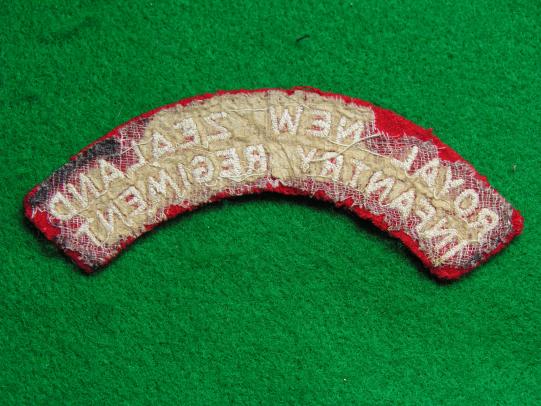 ROYAL NEW ZEALAND
INFANTRY REGIMENT